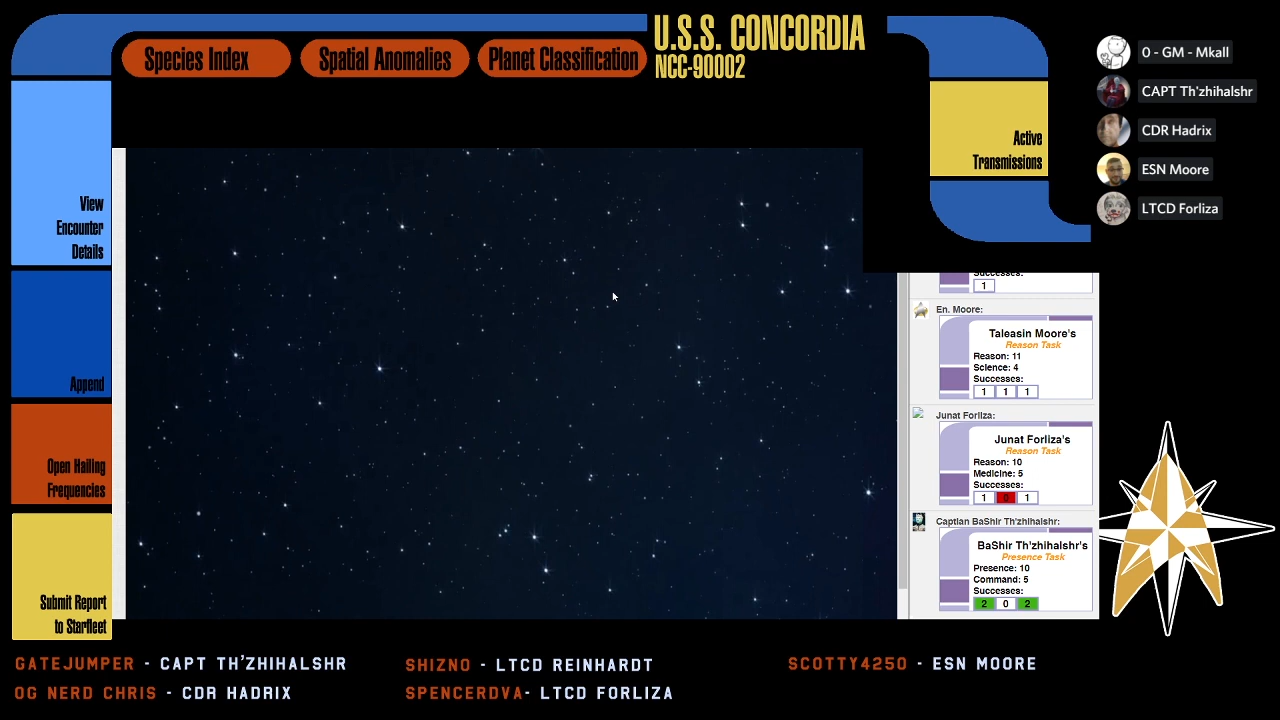 Species Index
Spatial Anomalies
Planet Classification
U.S.S. CONCORDIA
NCC-90002
View
Encounter
Details
Append
Open Hailing
Frequencies
Submit Report
to Starfleet
Active
Transmissions
0 - GM - Mkall
CAPT Th'zhihalshr
CDR Hadrix
ESN Moore
LTCD Forliza
Successes:
1
En. Moore:
Taleasin Moore's
Reason Task
Reason: 11
Science: 4
Successes:
1 1 1
Junat Forliza:
Junat Forliza's
Reason Task
Reason: 10
Medicine: 5
Successes:
1 0 1
Captian BaShir Th'zhihalshr:
BaShir Th'zhihalshr's
Presence Task
Presence: 10
Command: 5
Successes:
2 0 2
GATEJUMPER - CAPT TH'ZHIHALSHR
OG NERD CHRIS - CDR HADRIX
SHIZNO - LTCD REINHARDT
SPENCERDVA- LTCD FORLIZA
SCOTTY4250 - ESN MOORE